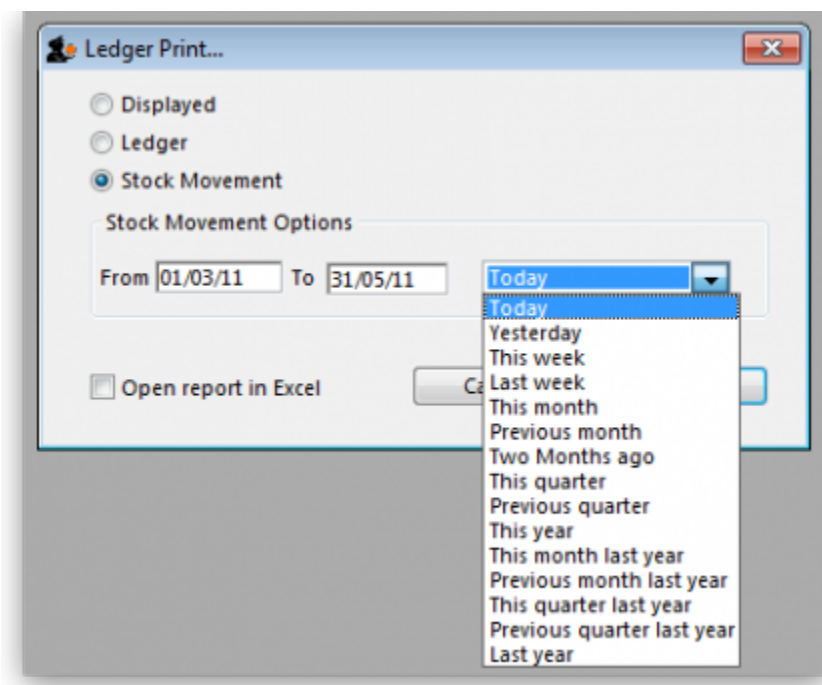 Ledger Print...
Displayed
Ledger
Stock Movement
Stock Movement Options
From 01/03/11 To 31/05/11 Today
Today
Yesterday
This week
Last week
This month
Previous month
Two Months ago
This quarter
Previous quarter
This year
This month last year
Previous month last year
This quarter last year
Previous quarter last year
Last year
Open report in Excel